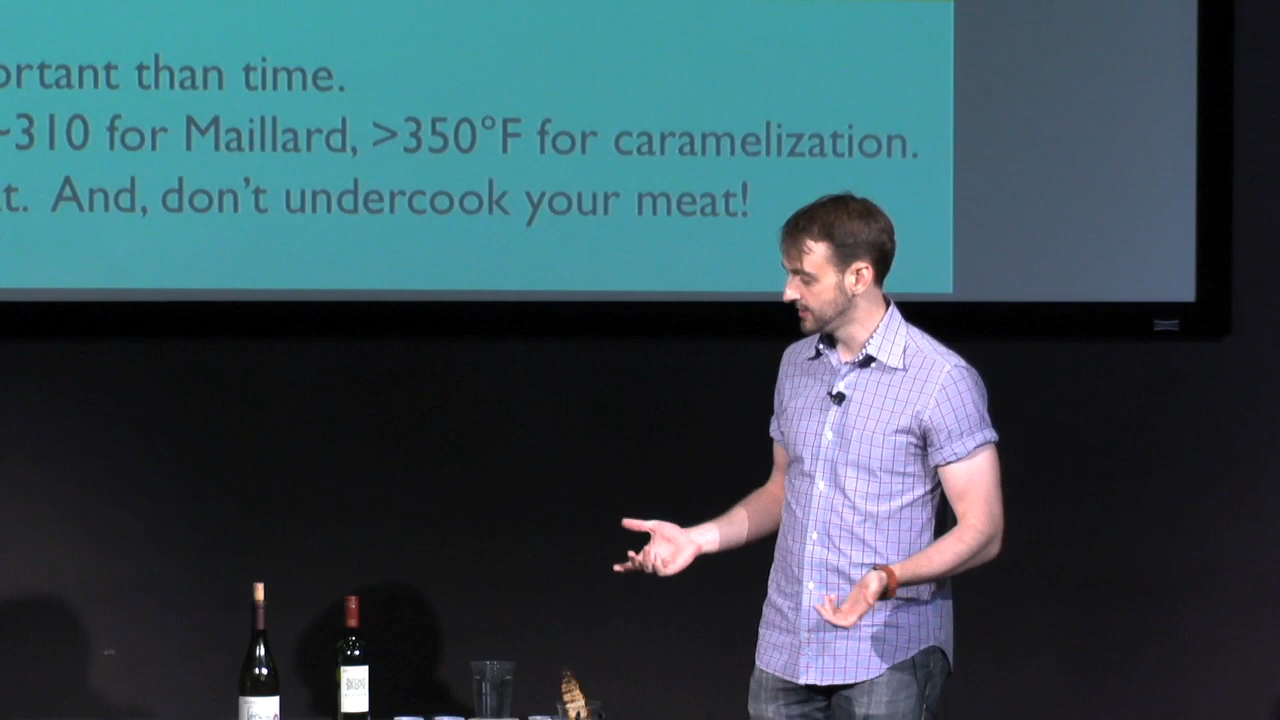 ortant than time.
~310 for Maillard, >350°F for caramelization.
t. And, don't undercook your meat!